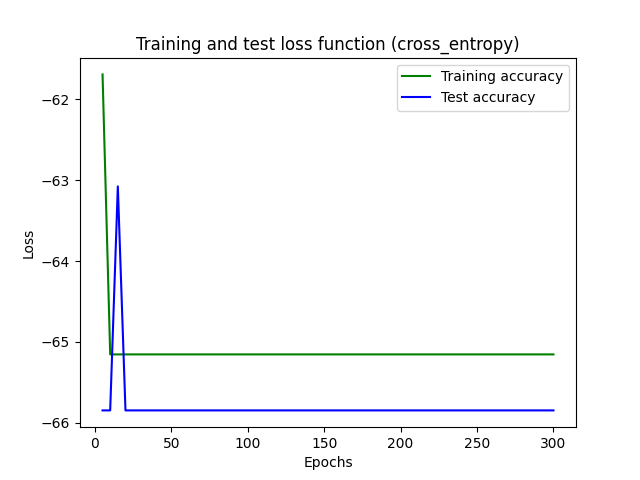 Training and test loss function (cross_entropy)
Training accuracy
Test accuracy
Loss
−62
−63
−64
−65
−66
0 50 100 150 200 250 300
Epochs